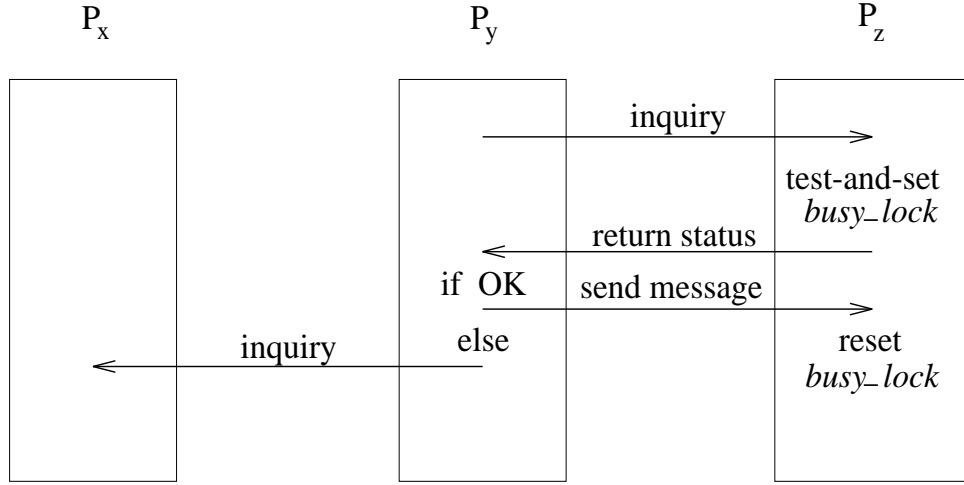 P_x P_y P_z
inquiry
test-and-set
busy_lock
return status
if OK send message
inquiry else reset
busy_lock